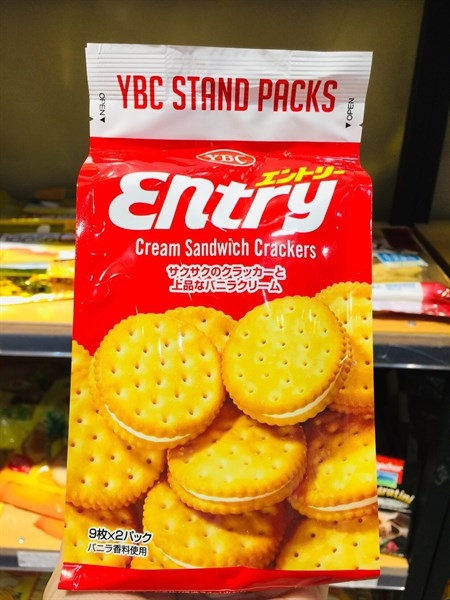 YBC STAND PACKS
OPEN▲
▼OPEN
YBC
エントリー
Entry
Cream Sandwich Crackers
サクサクのクラッカーと
上品なバニラクリーム
9枚×2パック
バニラ香料使用